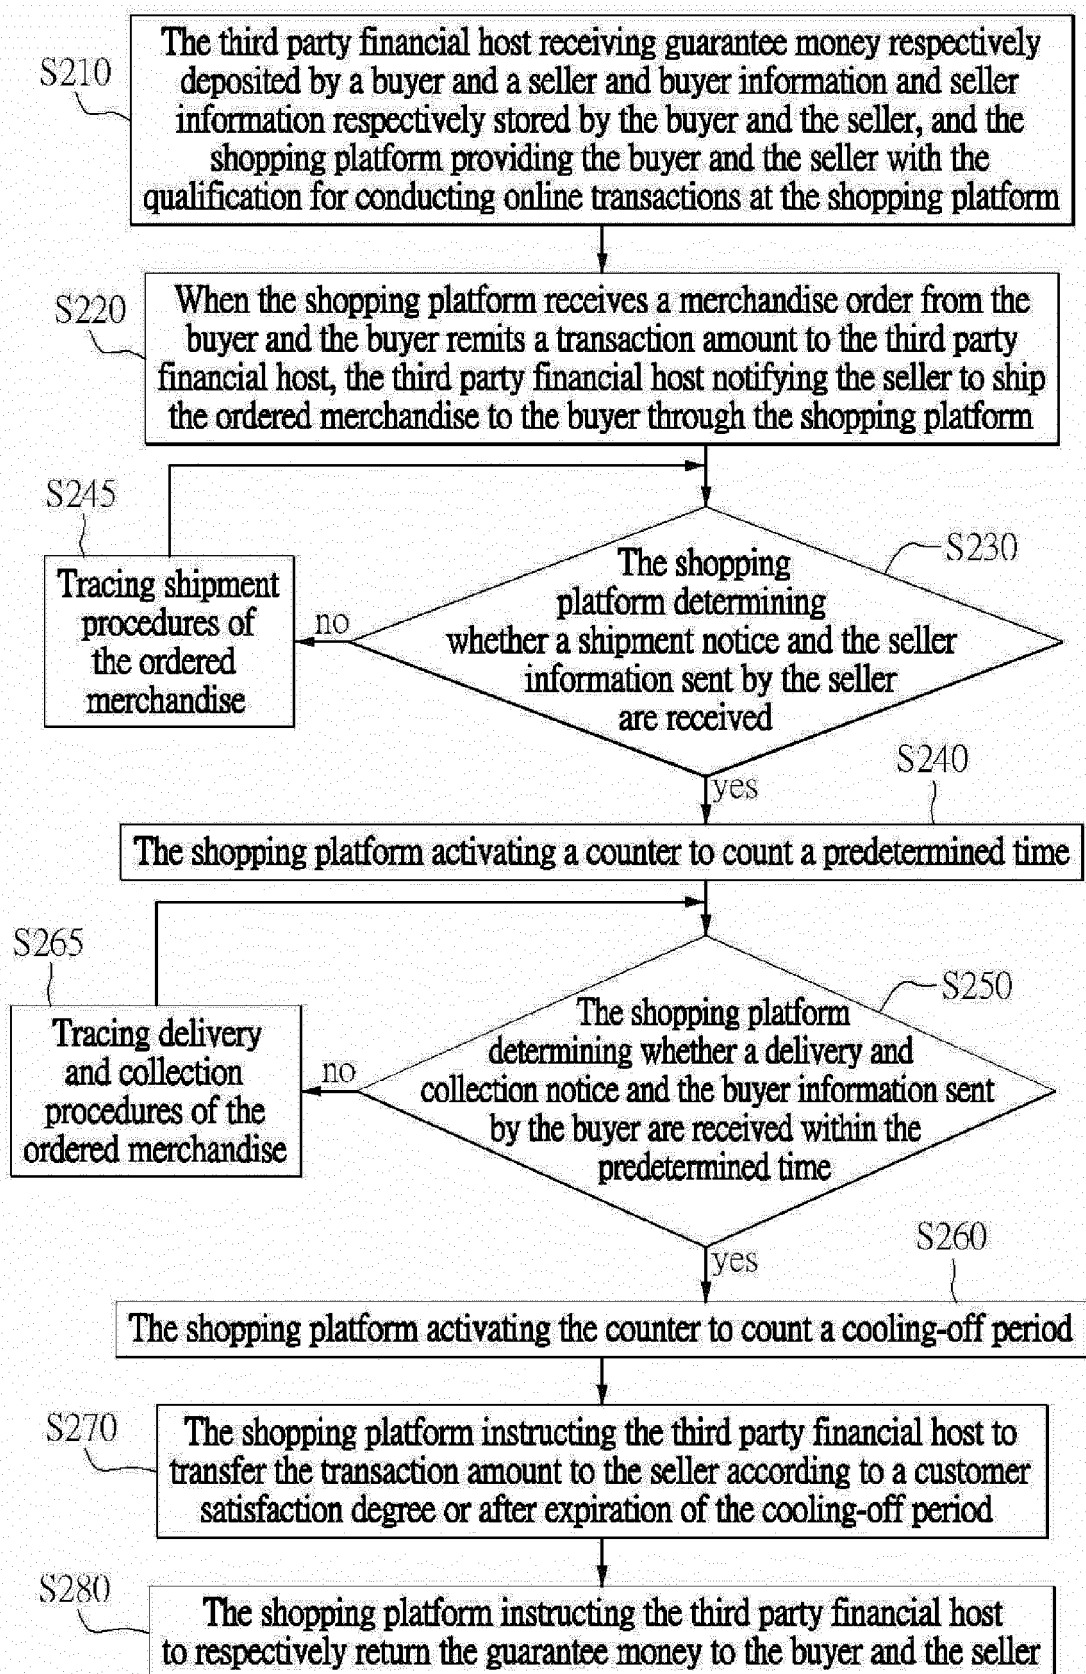 S210
The third party financial host receiving guarantee money respectively
deposited by a buyer and a seller and buyer information and seller
information respectively stored by the buyer and the seller, and the
shopping platform providing the buyer and the seller with the
qualification for conducting online transactions at the shopping platform
S220
When the shopping platform receives a merchandise order from the
buyer and the buyer remits a transaction amount to the third party
financial host, the third party financial host notifying the seller to ship
the ordered merchandise to the buyer through the shopping platform
S230
The shopping
platform determining
whether a shipment notice and the seller
information sent by the seller
are received
no
S245
Tracing shipment
procedures of
the ordered
merchandise
yes
S240
The shopping platform activating a counter to count a predetermined time
S250
The shopping platform
determining whether a delivery and
collection notice and the buyer information sent
by the buyer are received within the
predetermined time
no
S265
Tracing delivery
and collection
procedures of the
ordered merchandise
yes
S260
The shopping platform activating the counter to count a cooling-off period
S270
The shopping platform instructing the third party financial host to
transfer the transaction amount to the seller according to a customer
satisfaction degree or after expiration of the cooling-off period
S280
The shopping platform instructing the third party financial host
to respectively return the guarantee money to the buyer and the seller